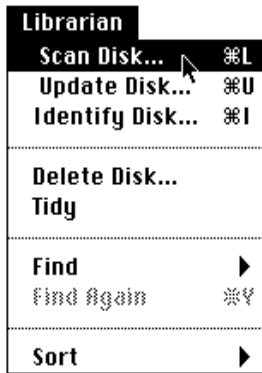 Librarian
Scan Disk... ⌘L
Update Disk... ⌘U
Identify Disk... ⌘I
Delete Disk...
Tidy
Find ▶
Find Again ⌘Y
Sort ▶